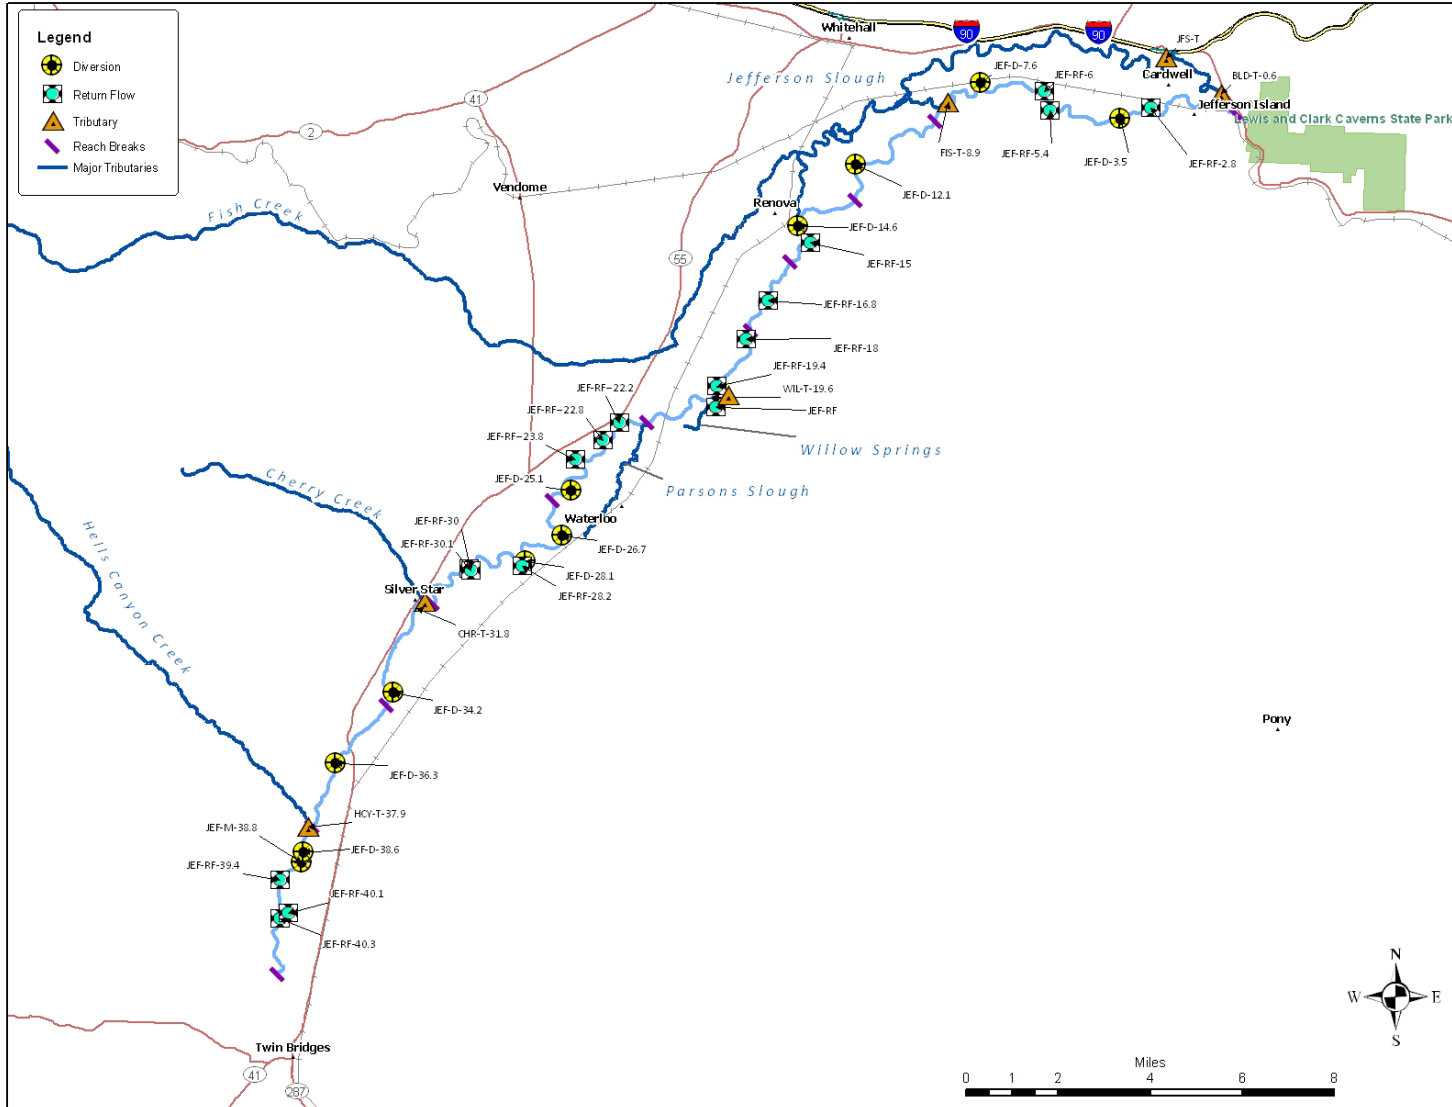 Legend
Diversion
Return Flow
Tributary
Reach Breaks
Major Tributaries
Whitehall
90
90
JFS-T
Cardwell
BLD-T-0.6
Jefferson Island
Lewis and Clark Caverns State Park
Jefferson Slough
JEF-D-7.6
JEF-RF-6
JEF-RF-5.4
JEF-D-3.5
JEF-RF-2.8
FIS-T-8.9
41
2
Vendome
Fish Creek
JEF-D-12.1
Renova
JEF-D-14.6
JEF-RF-15
55
JEF-RF-16.8
JEF-RF-18
JEF-RF-19.4
WIL-T-19.6
JEF-RF
JEF-RF--22.2
JEF-RF--22.8
JEF-RF--23.8
Willow Springs
JEF-D-25.1
Parsons Slough
Cherry Creek
Waterloo
JEF-RF-30
JEF-RF-30.1
JEF-D-26.7
JEF-D-28.1
JEF-RF-28.2
Hells Canyon Creek
Silver Star
CHR-T-31.8
JEF-D-34.2
Pony
JEF-D-36.3
HCY-T-37.9
JEF-M-38.8
JEF-D-38.6
JEF-RF-39.4
JEF-RF-40.1
JEF-RF-40.3
N
W
E
S
Twin Bridges
41
287
Miles
0 1 2 4 6 8